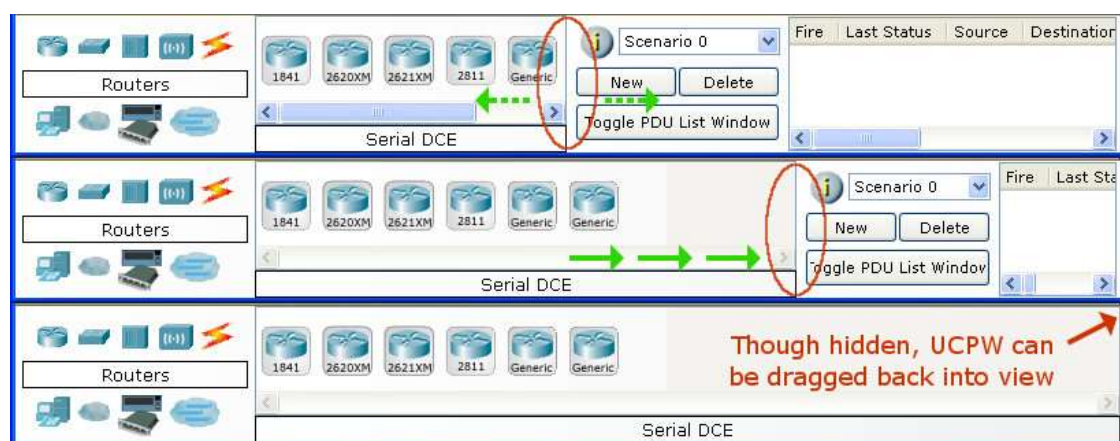 Routers
1841 2620XM 2621XM 2811 Generic
Serial DCE
i Scenario 0
New Delete
Toggle PDU List Window
Fire Last Status Source Destination
Routers
1841 2620XM 2621XM 2811 Generic Generic
Serial DCE
i Scenario 0
New Delete
oggle PDU List Windov
Fire Last Sta
Routers
1841 2620XM 2621XM 2811 Generic Generic
Serial DCE
Though hidden, UCPW can
be dragged back into view